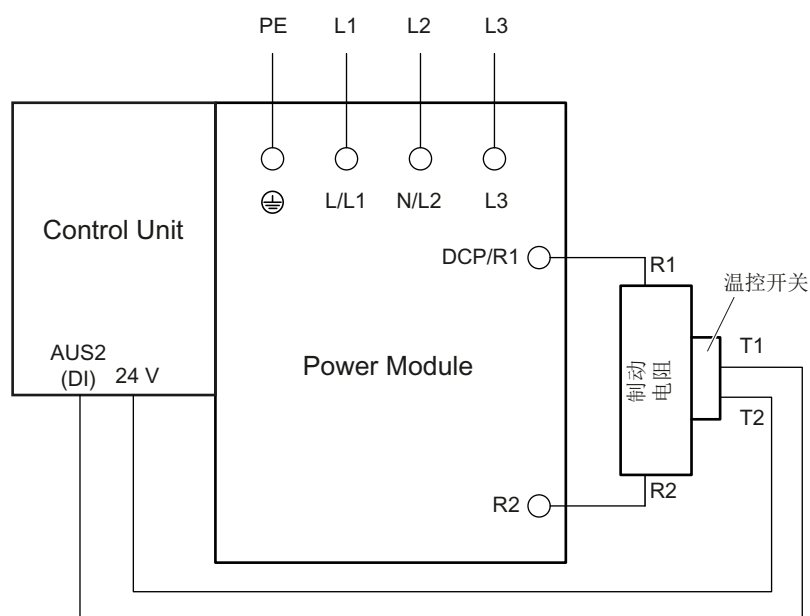 PE L1 L2 L3
L/L1 N/L2 L3
Control Unit
DCP/R1
R1
温控开关
AUS2
(DI)
24 V
Power Module
制动
电阻
T1
T2
R2
R2